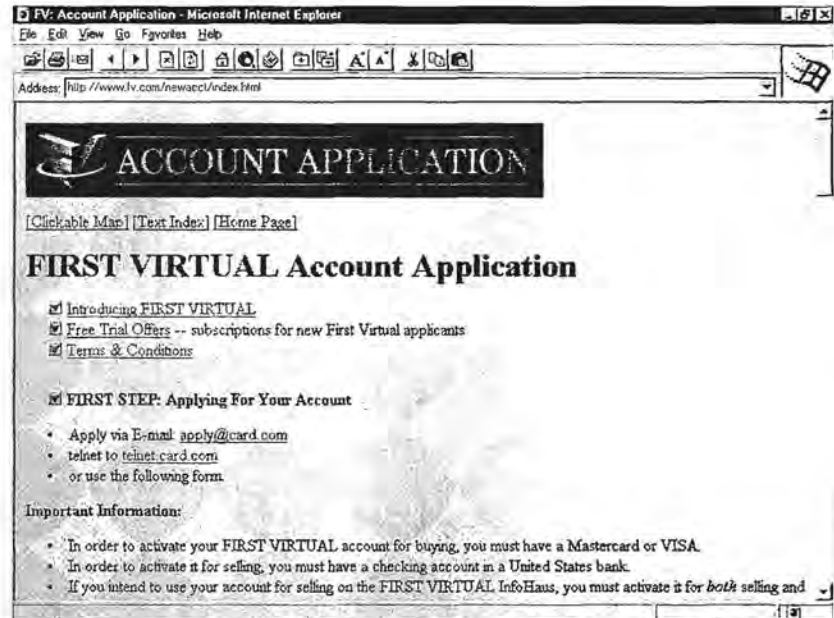 FV: Account Application - Microsoft Internet Explorer
File Edit View Go Favorites Help
Address: http://www.fv.com/newacct/index.html
ACCOUNT APPLICATION
[Clickable Map] [Text Index] [Home Page]
FIRST VIRTUAL Account Application
Introducing FIRST VIRTUAL
Free Trial Offers -- subscriptions for new First Virtual applicants
Terms & Conditions
FIRST STEP: Applying For Your Account
• Apply via E-mail: apply@card.com
• telnet to telnet.card.com
• or use the following form.
Important Information:
• In order to activate your FIRST VIRTUAL account for buying, you must have a Mastercard or VISA.
• In order to activate it for selling, you must have a checking account in a United States bank.
• If you intend to use your account for selling on the FIRST VIRTUAL InfoHaus, you must activate it for both selling and